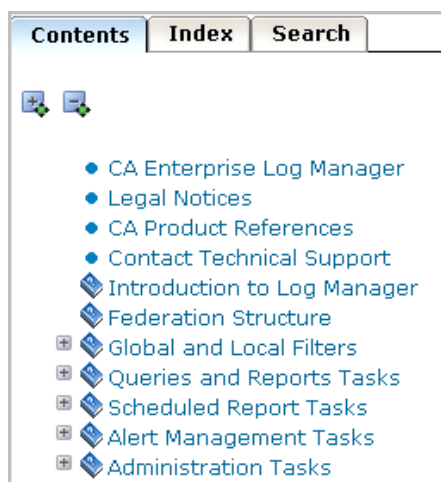 Contents Index Search
CA Enterprise Log Manager
Legal Notices
CA Product References
Contact Technical Support
Introduction to Log Manager
Federation Structure
Global and Local Filters
Queries and Reports Tasks
Scheduled Report Tasks
Alert Management Tasks
Administration Tasks